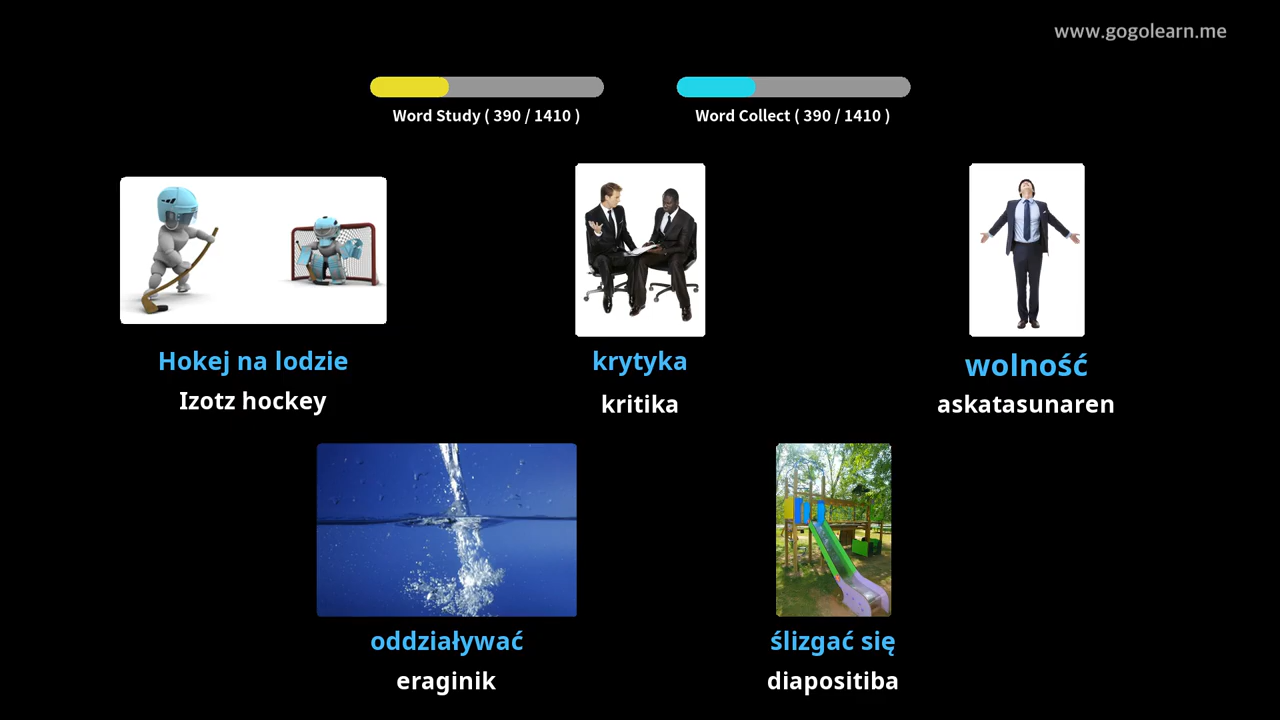 www.gogolearn.me
Word Study ( 390 / 1410 )
Word Collect ( 390 / 1410 )
Hokej na lodzie
Izotz hockey
krytyka
kritika
wolność
askatasunaren
oddziaływać
eraginik
ślizgać się
diapositiba